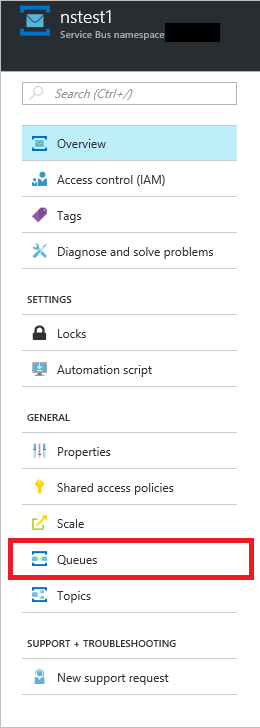 nstest1
Service Bus namespace
Search (Ctrl+/)
Overview
Access control (IAM)
Tags
Diagnose and solve problems
SETTINGS
Locks
Automation script
GENERAL
Properties
Shared access policies
Scale
Queues
Topics
SUPPORT + TROUBLESHOOTING
New support request